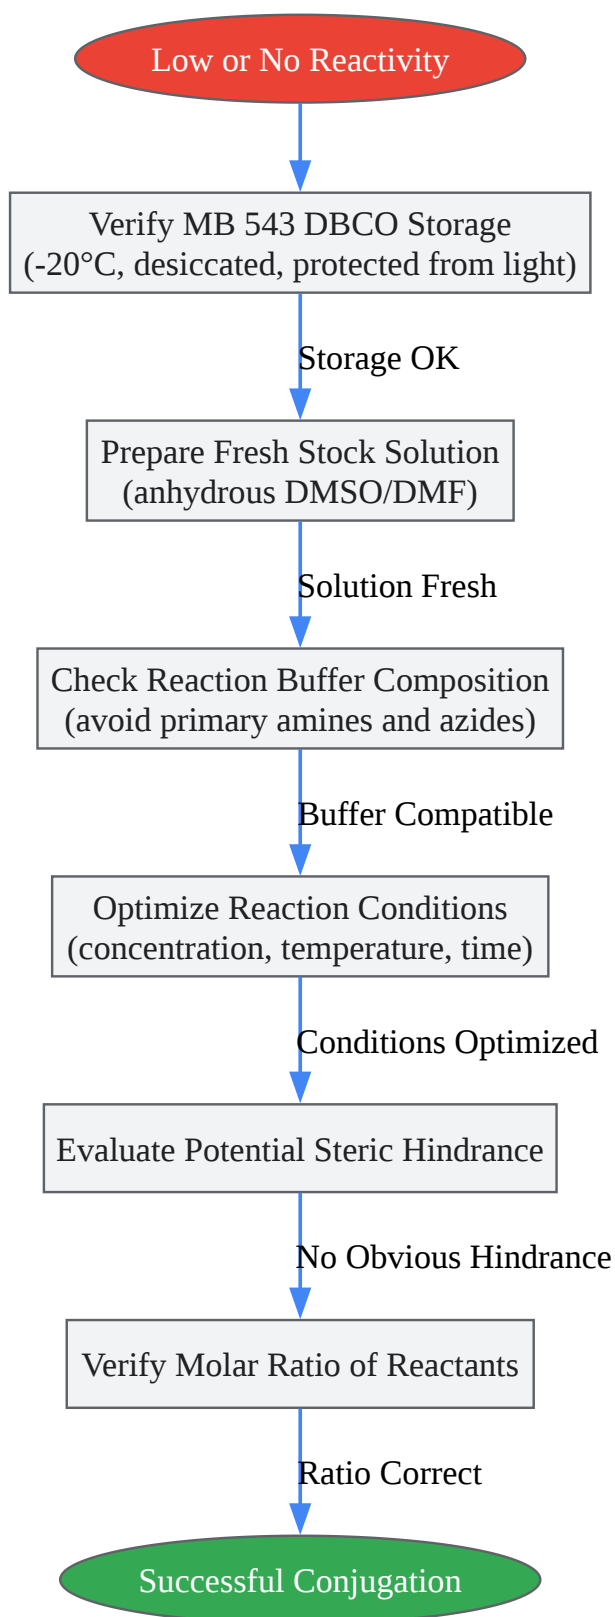 Low or No Reactivity
Verify MB 543 DBCO Storage
(-20°C, desiccated, protected from light)
Storage OK
Prepare Fresh Stock Solution
(anhydrous DMSO/DMF)
Solution Fresh
Check Reaction Buffer Composition
(avoid primary amines and azides)
Buffer Compatible
Optimize Reaction Conditions
(concentration, temperature, time)
Conditions Optimized
Evaluate Potential Steric Hindrance
No Obvious Hindrance
Verify Molar Ratio of Reactants
Ratio Correct
Successful Conjugation